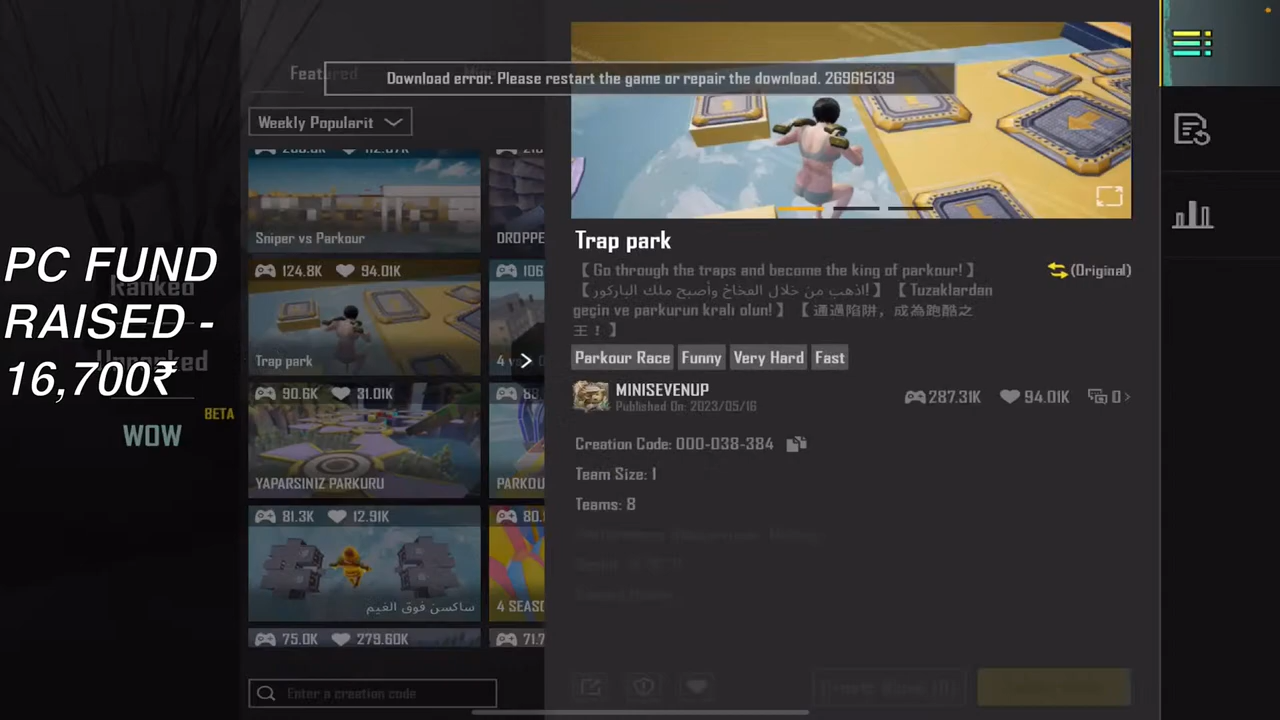 Featured
Download error. Please restart the game or repair the download. 269615139
Weekly Popularit
Sniper vs Parkour
DROPPE
124.8K 94.01K
106
Trap park
4 v
90.6K 31.01K
YAPARSINIZ PARKURU
PARKOU
81.3K 12.91K
80.
ساكسن فوق الغيم
4 SEAS
75.0K 279.60K
71.7
Enter a creation code
PC FUND
RAISED -
16,700₹
Ranked
Unranked
BETA
WOW
Trap park
【 Go through the traps and become the king of parkour! 】
(Original)
【 اذهب من خلال الفخاخ وأصبح ملك الباركور! 】 【 Tuzaklardan
geçin ve parkurun kralı olun! 】 【 通過陷阱，成為跑酷之
王！ 】
Parkour Race Funny Very Hard Fast
MINISEVENUP
Published On: 2023/05/16
287.31K 94.01K 0
Creation Code: 000-038-384
Team Size: 1
Teams: 8